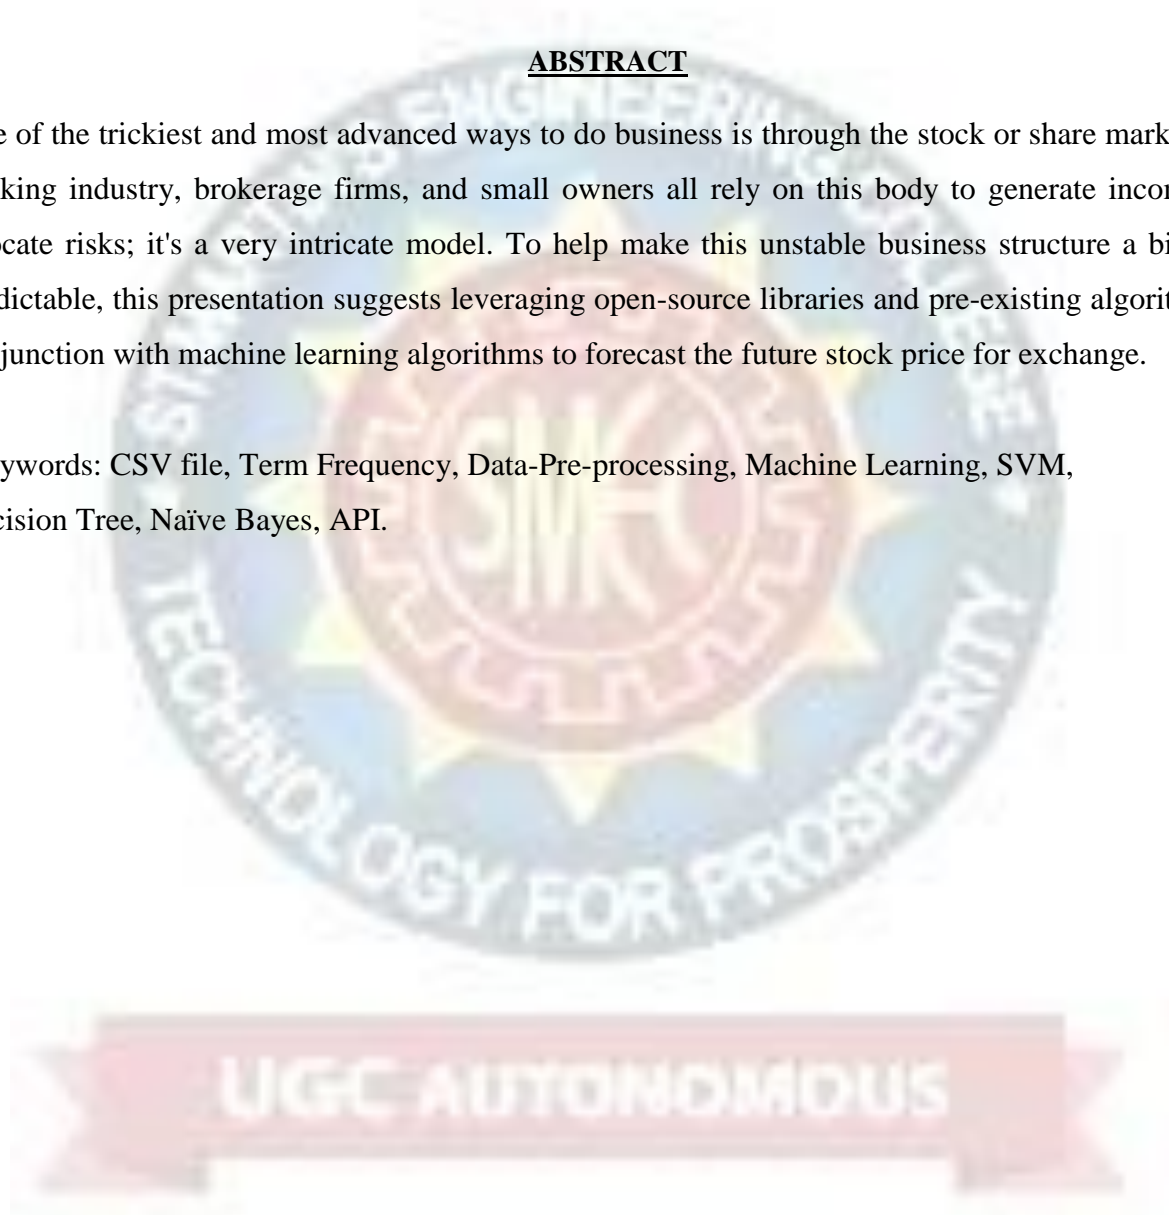 ABSTRACT
e of the trickiest and most advanced ways to do business is through the stock or share mark
king industry, brokerage firms, and small owners all rely on this body to generate incor
ocate risks; it's a very intricate model. To help make this unstable business structure a bi
dictable, this presentation suggests leveraging open-source libraries and pre-existing algorit
junction with machine learning algorithms to forecast the future stock price for exchange.
ywords: CSV file, Term Frequency, Data-Pre-processing, Machine Learning, SVM,
cision Tree, Naïve Bayes, API.
ENGINEERING COLLEGE
SMEC
TECHNOLOGY FOR PROSPERITY
UGC AUTONOMOUS